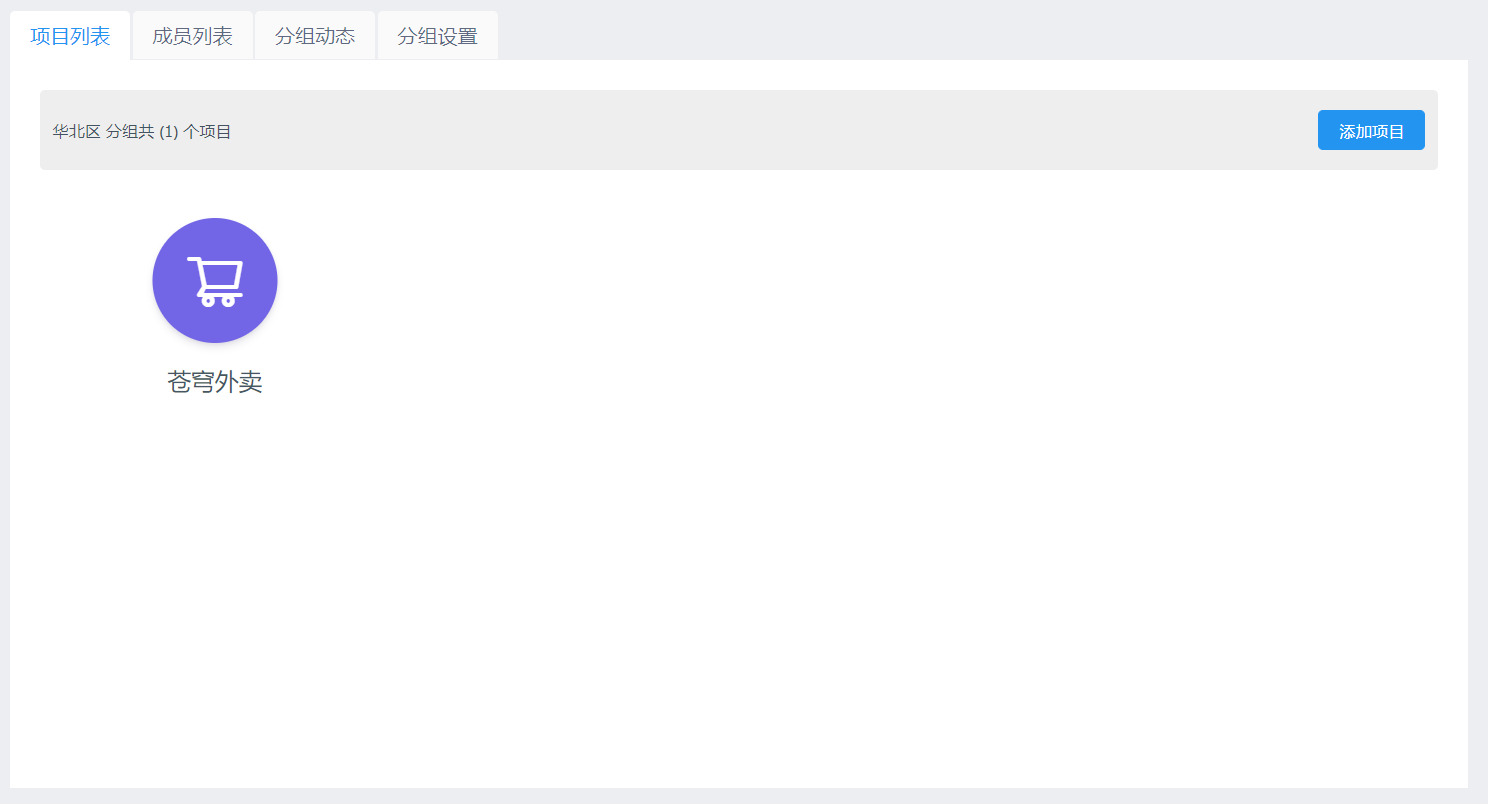 项目列表 成员列表 分组动态 分组设置
华北区 分组共 (1) 个项目 添加项目
苍穹外卖